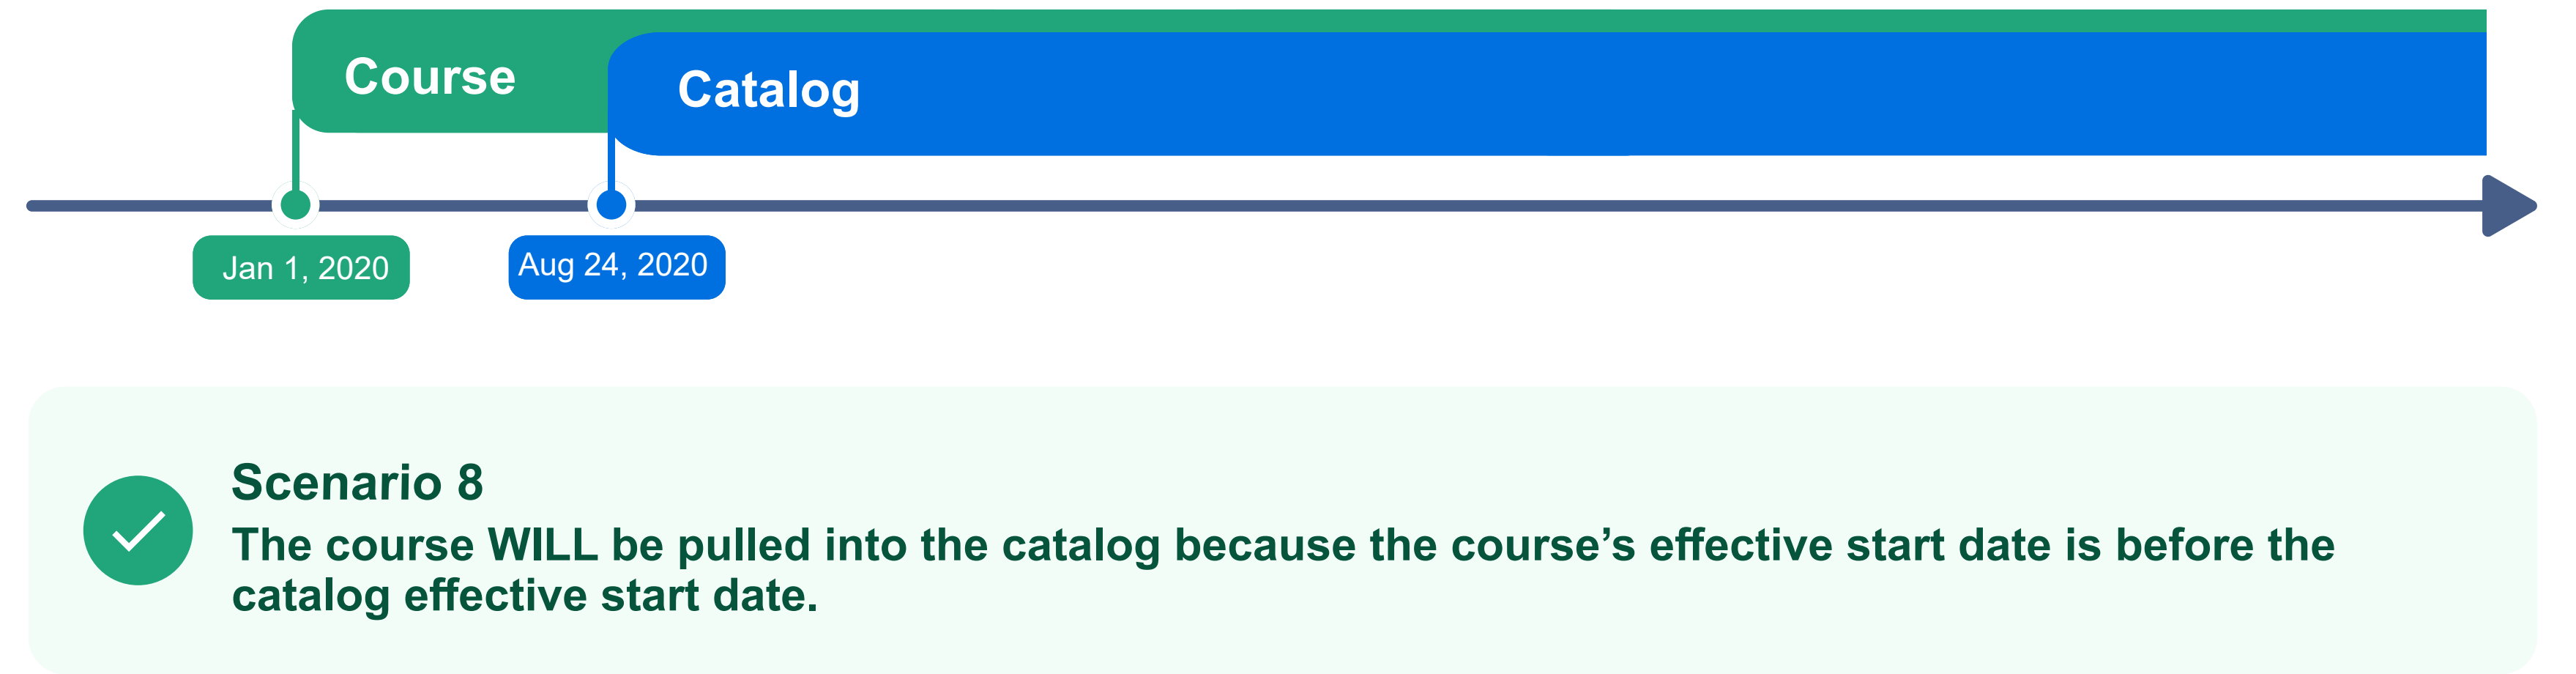 Course
Catalog
Jan 1, 2020
Aug 24, 2020
Scenario 8
The course WILL be pulled into the catalog because the course’s effective start date is before the
catalog effective start date.